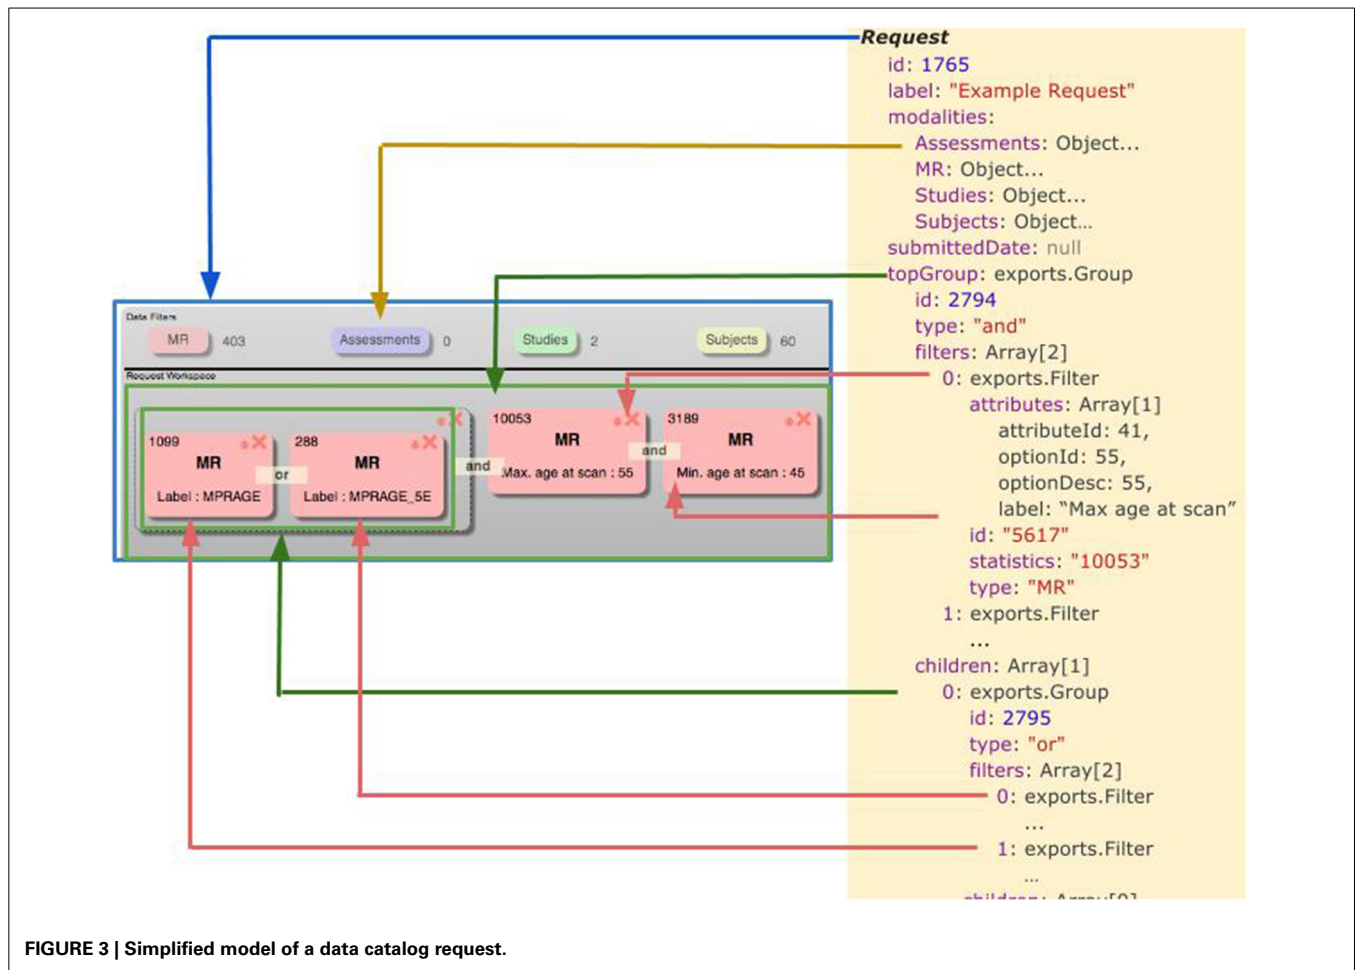 Request
id: 1765
label: "Example Request"
modalities:
Assessments: Object...
MR: Object...
Studies: Object...
Subjects: Object...
submittedDate: null
topGroup: exports.Group
id: 2794
type: "and"
filters: Array[2]
0: exports.Filter
attributes: Array[1]
attributeId: 41,
optionId: 55,
optionDesc: 55,
label: “Max age at scan”
id: "5617"
statistics: "10053"
type: "MR"
1: exports.Filter
...
children: Array[1]
0: exports.Group
id: 2795
type: "or"
filters: Array[2]
0: exports.Filter
...
1: exports.Filter
...
children: Array[0]
Data Filters
MR 403 Assessments 0 Studies 2 Subjects 60
Request Workspace
1099
MR
Label : MPRAGE
or
288
MR
Label : MPRAGE_5E
and
10053
MR
Max. age at scan : 55
and
3189
MR
Min. age at scan : 45
FIGURE 3 | Simplified model of a data catalog request.